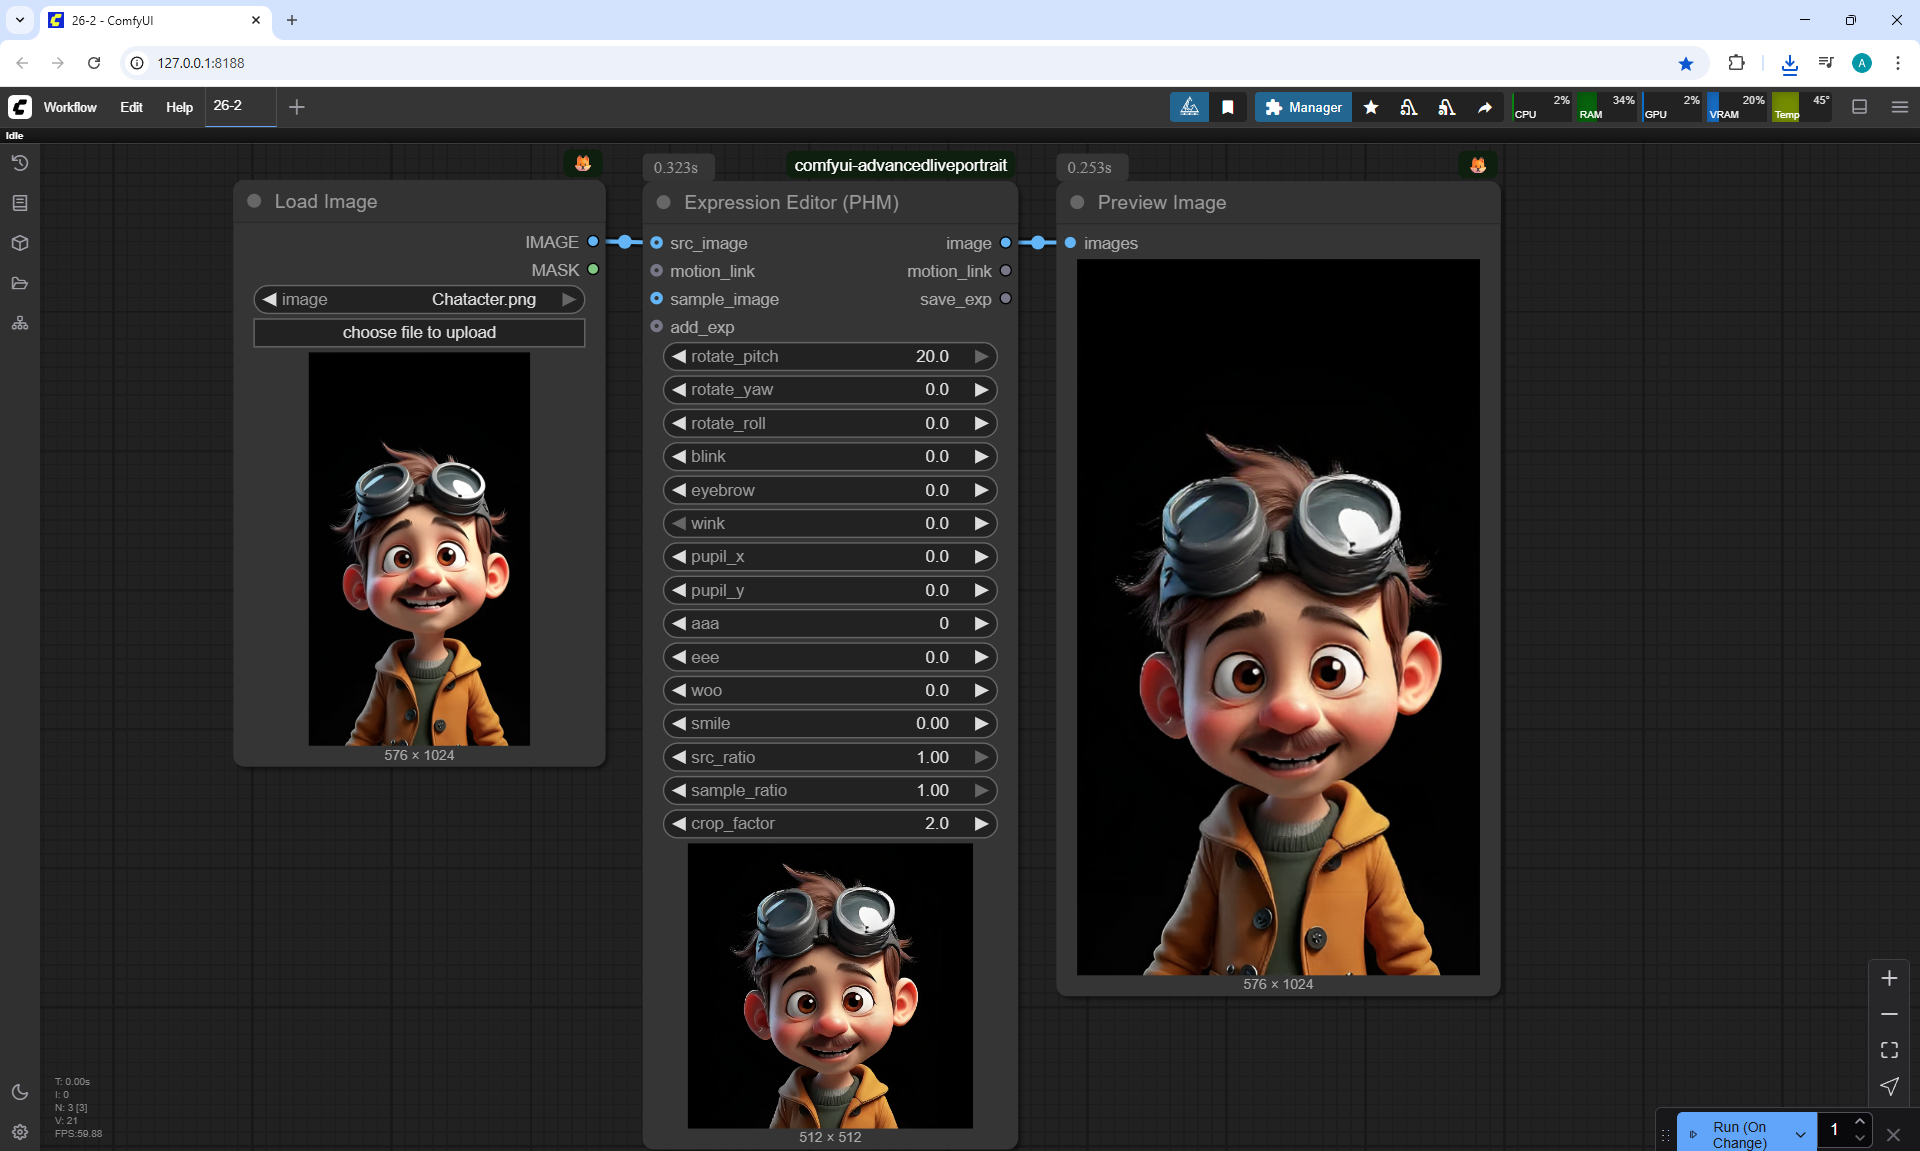 26-2 - ComfyUI
127.0.0.1:8188
A
Workflow Edit Help 26-2
Manager
CPU 2% RAM 34% GPU 2% VRAM 20% Temp 45°
Idle
0.323s comfyui-advancedliveportrait 0.253s
Load Image
IMAGE
MASK
image Chatacter.png
choose file to upload
576 × 1024
Expression Editor (PHM)
src_image image
motion_link motion_link
sample_image save_exp
add_exp
rotate_pitch 20.0
rotate_yaw 0.0
rotate_roll 0.0
blink 0.0
eyebrow 0.0
wink 0.0
pupil_x 0.0
pupil_y 0.0
aaa 0
eee 0.0
woo 0.0
smile 0.00
src_ratio 1.00
sample_ratio 1.00
crop_factor 2.0
512 × 512
Preview Image
images
576 × 1024
T: 0.00s
I: 0
N: 3 [3]
V: 21
FPS:59.88
Run (On
Change)
1